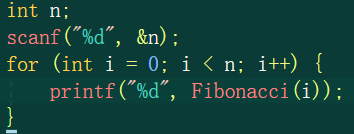 int n;
scanf("%d", &n);
for (int i = 0; i < n; i++) {
    printf("%d", Fibonacci(i));
}